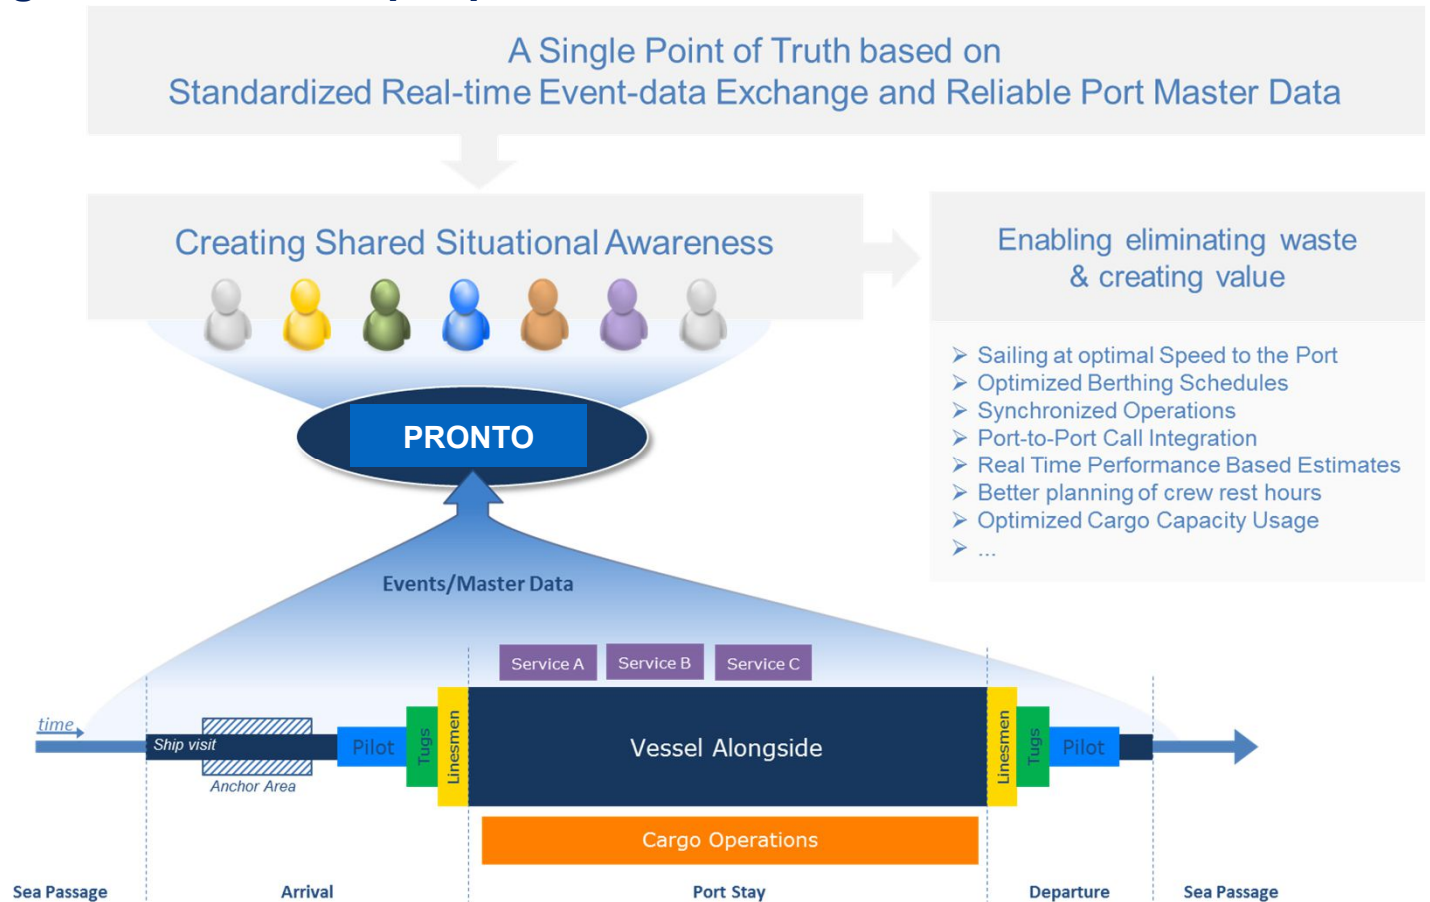 A Single Point of Truth based on
Standardized Real-time Event-data Exchange and Reliable Port Master Data
Creating Shared Situational Awareness
Enabling eliminating waste
& creating value
➢ Sailing at optimal Speed to the Port
➢ Optimized Berthing Schedules
➢ Synchronized Operations
➢ Port-to-Port Call Integration
➢ Real Time Performance Based Estimates
➢ Better planning of crew rest hours
➢ Optimized Cargo Capacity Usage
➢ ...
PRONTO
Events/Master Data
Service A
Service B
Service C
time
Ship visit
Anchor Area
Pilot
Tugs
Linesmen
Vessel Alongside
Linesmen
Tugs
Pilot
Cargo Operations
Sea Passage
Arrival
Port Stay
Departure
Sea Passage